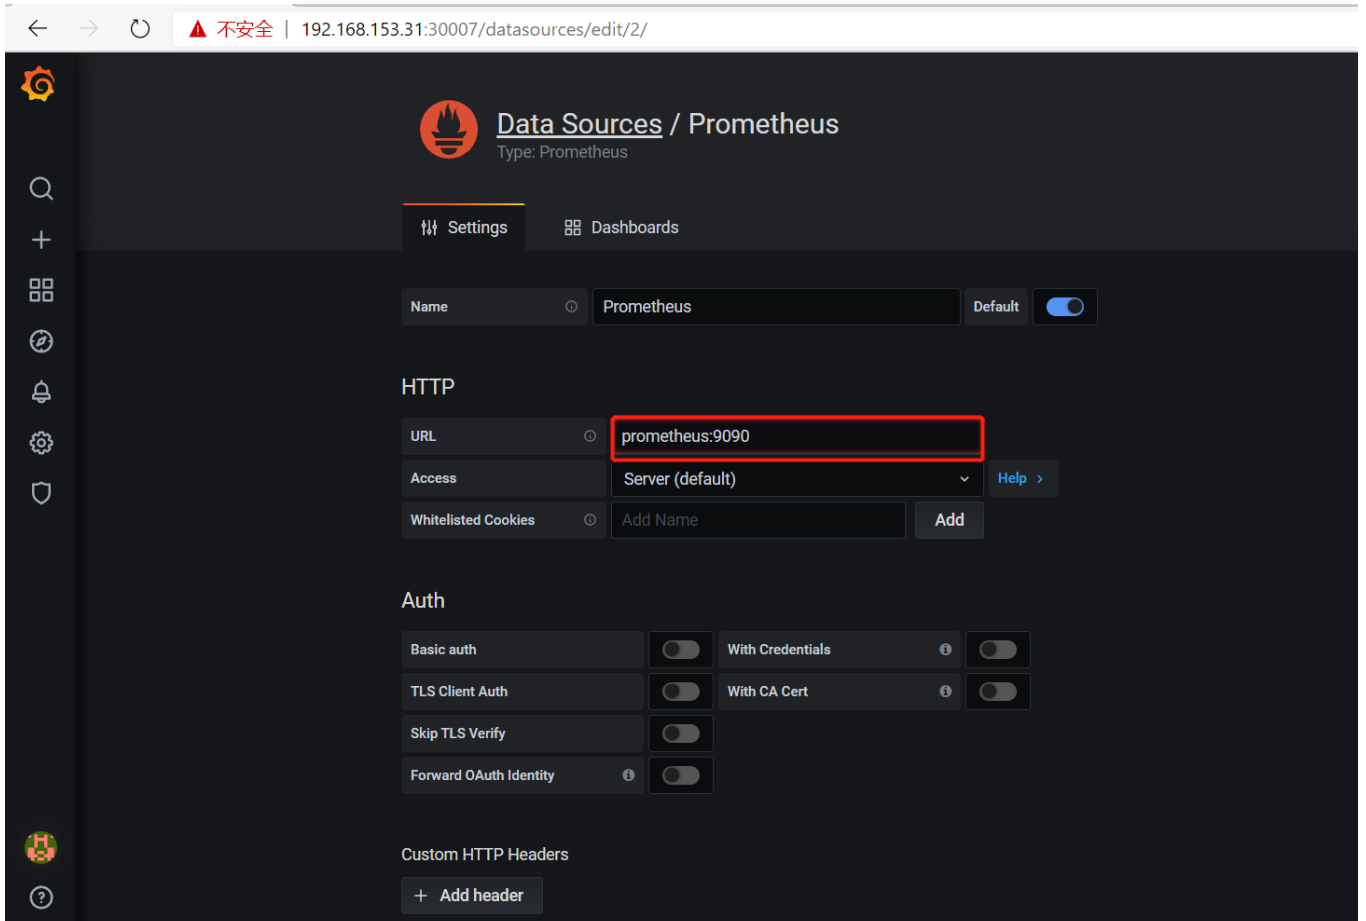 不安全 | 192.168.153.31:30007/datasources/edit/2/
Data Sources / Prometheus
Type: Prometheus
Settings Dashboards
Name Prometheus Default
HTTP
URL prometheus:9090
Access Server (default) Help >
Whitelisted Cookies Add Name Add
Auth
Basic auth With Credentials
TLS Client Auth With CA Cert
Skip TLS Verify
Forward OAuth Identity
Custom HTTP Headers
+ Add header